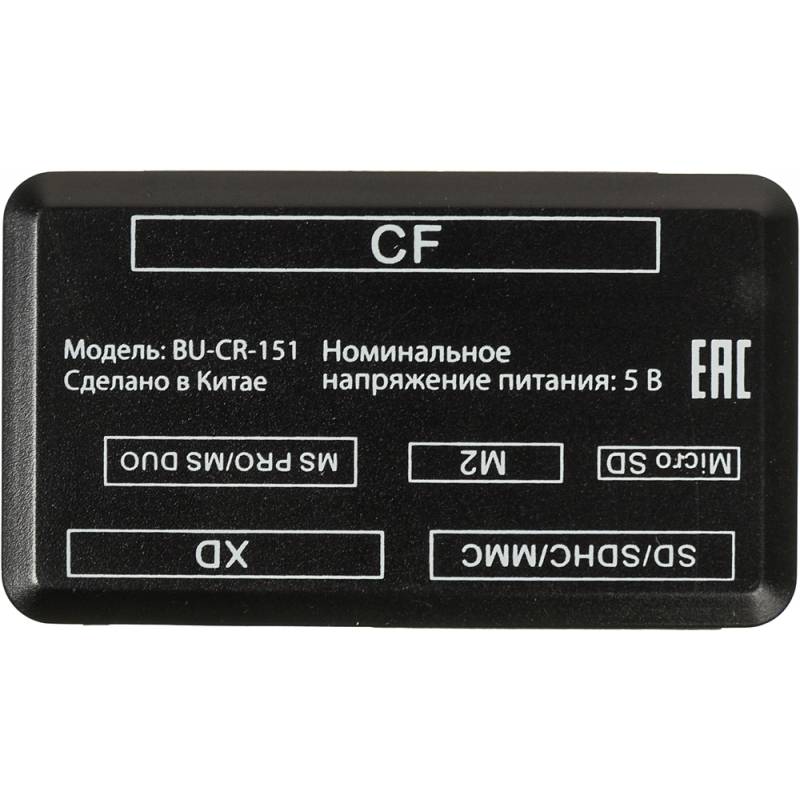 CF
Модель: BU-CR-151
Сделано в Китае
Номинальное
напряжение питания: 5 В
EAC
MS PRO/MS DUO
M2
Micro SD
XD
SD/SDHC/MMC